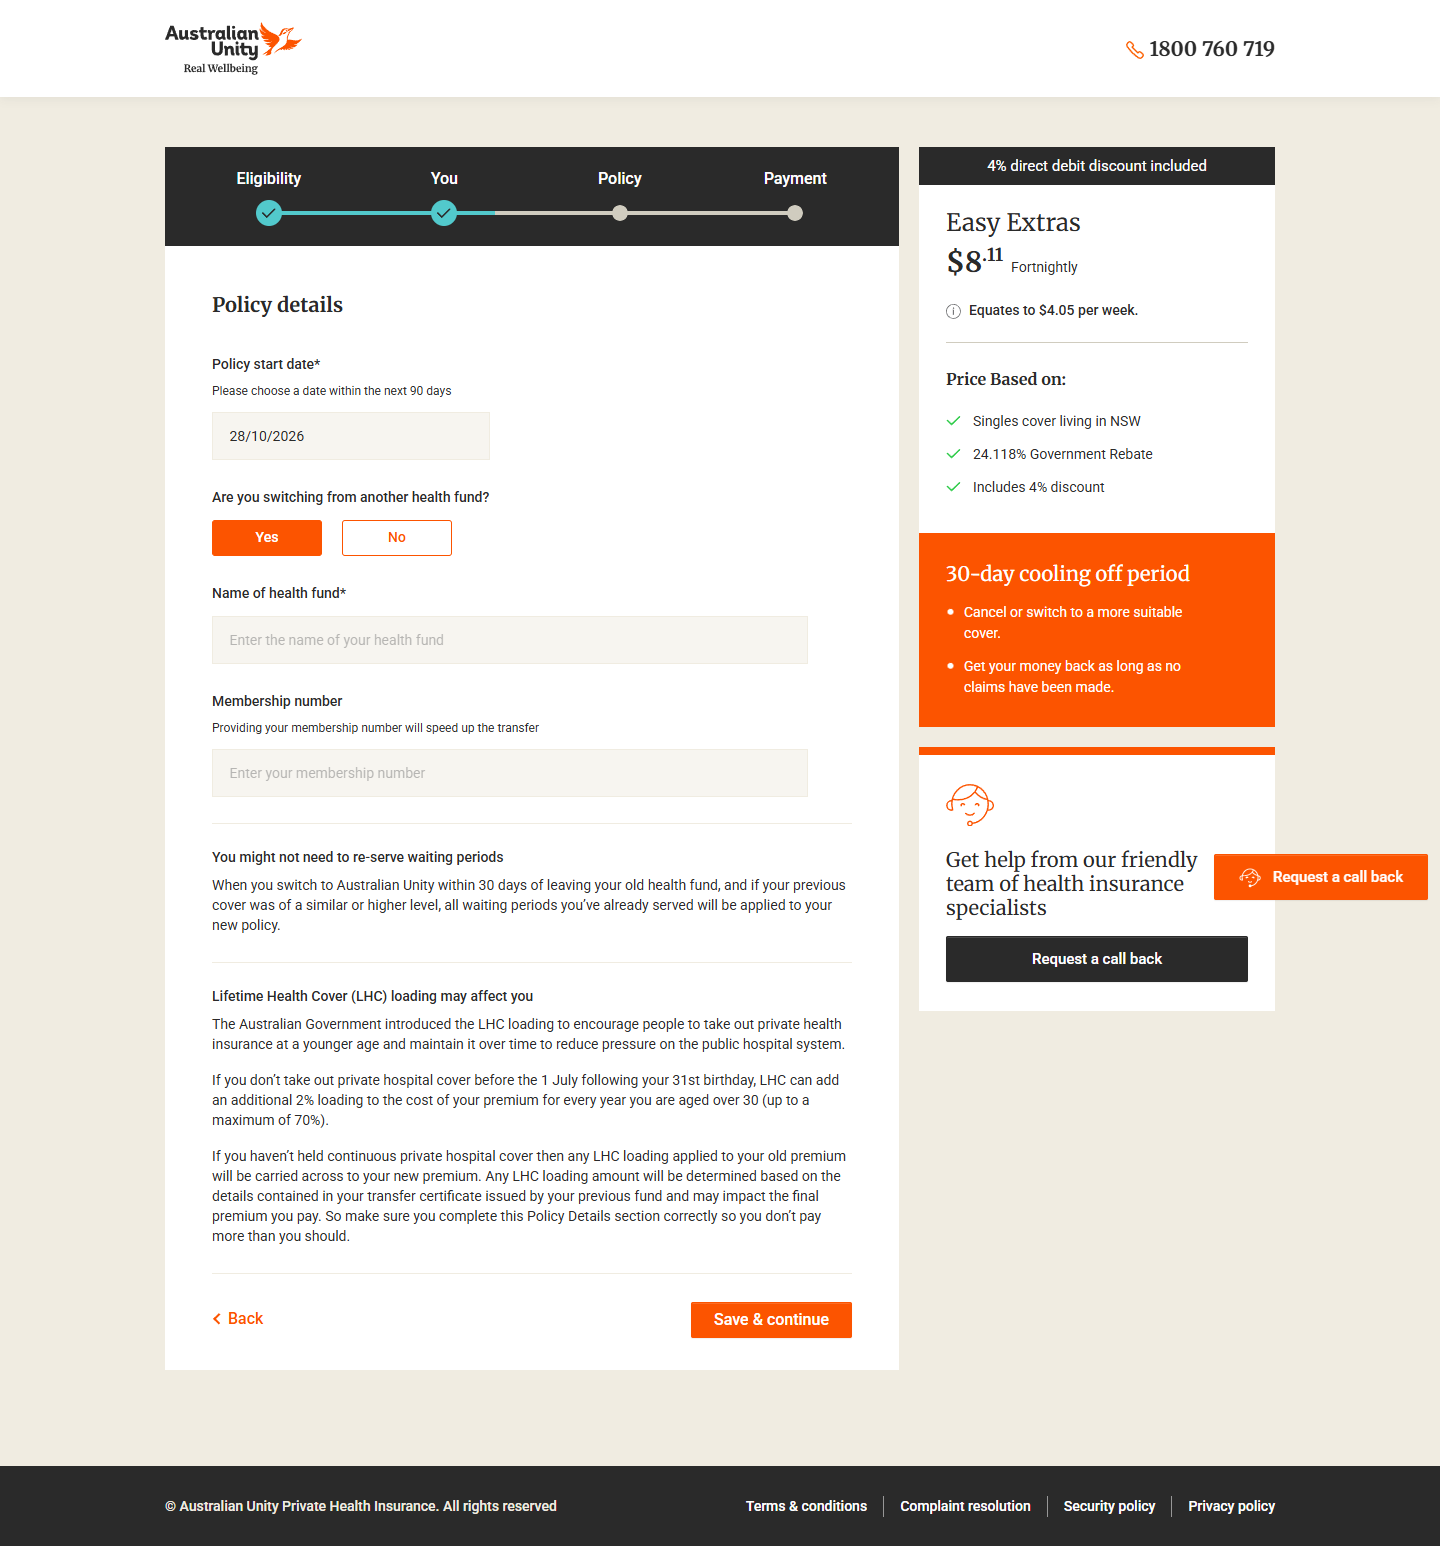 Australian
Unity
Real Wellbeing
1800 760 719
Eligibility
You
Policy
Payment
Policy details
Policy start date*
Please choose a date within the next 90 days
28/10/2026
Are you switching from another health fund?
Yes
No
Name of health fund*
Enter the name of your health fund
Membership number
Providing your membership number will speed up the transfer
Enter your membership number
You might not need to re-serve waiting periods
When you switch to Australian Unity within 30 days of leaving your old health fund, and if your previous
cover was of a similar or higher level, all waiting periods you’ve already served will be applied to your
new policy.
Lifetime Health Cover (LHC) loading may affect you
The Australian Government introduced the LHC loading to encourage people to take out private health
insurance at a younger age and maintain it over time to reduce pressure on the public hospital system.
If you don’t take out private hospital cover before the 1 July following your 31st birthday, LHC can add
an additional 2% loading to the cost of your premium for every year you are aged over 30 (up to a
maximum of 70%).
If you haven’t held continuous private hospital cover then any LHC loading applied to your old premium
will be carried across to your new premium. Any LHC loading amount will be determined based on the
details contained in your transfer certificate issued by your previous fund and may impact the final
premium you pay. So make sure you complete this Policy Details section correctly so you don’t pay
more than you should.
Back
Save & continue
4% direct debit discount included
Easy Extras
$8.11 Fortnightly
Equates to $4.05 per week.
Price Based on:
Singles cover living in NSW
24.118% Government Rebate
Includes 4% discount
30-day cooling off period
Cancel or switch to a more suitable
cover.
Get your money back as long as no
claims have been made.
Get help from our friendly
team of health insurance
specialists
Request a call back
Request a call back
© Australian Unity Private Health Insurance. All rights reserved
Terms & conditions
Complaint resolution
Security policy
Privacy policy